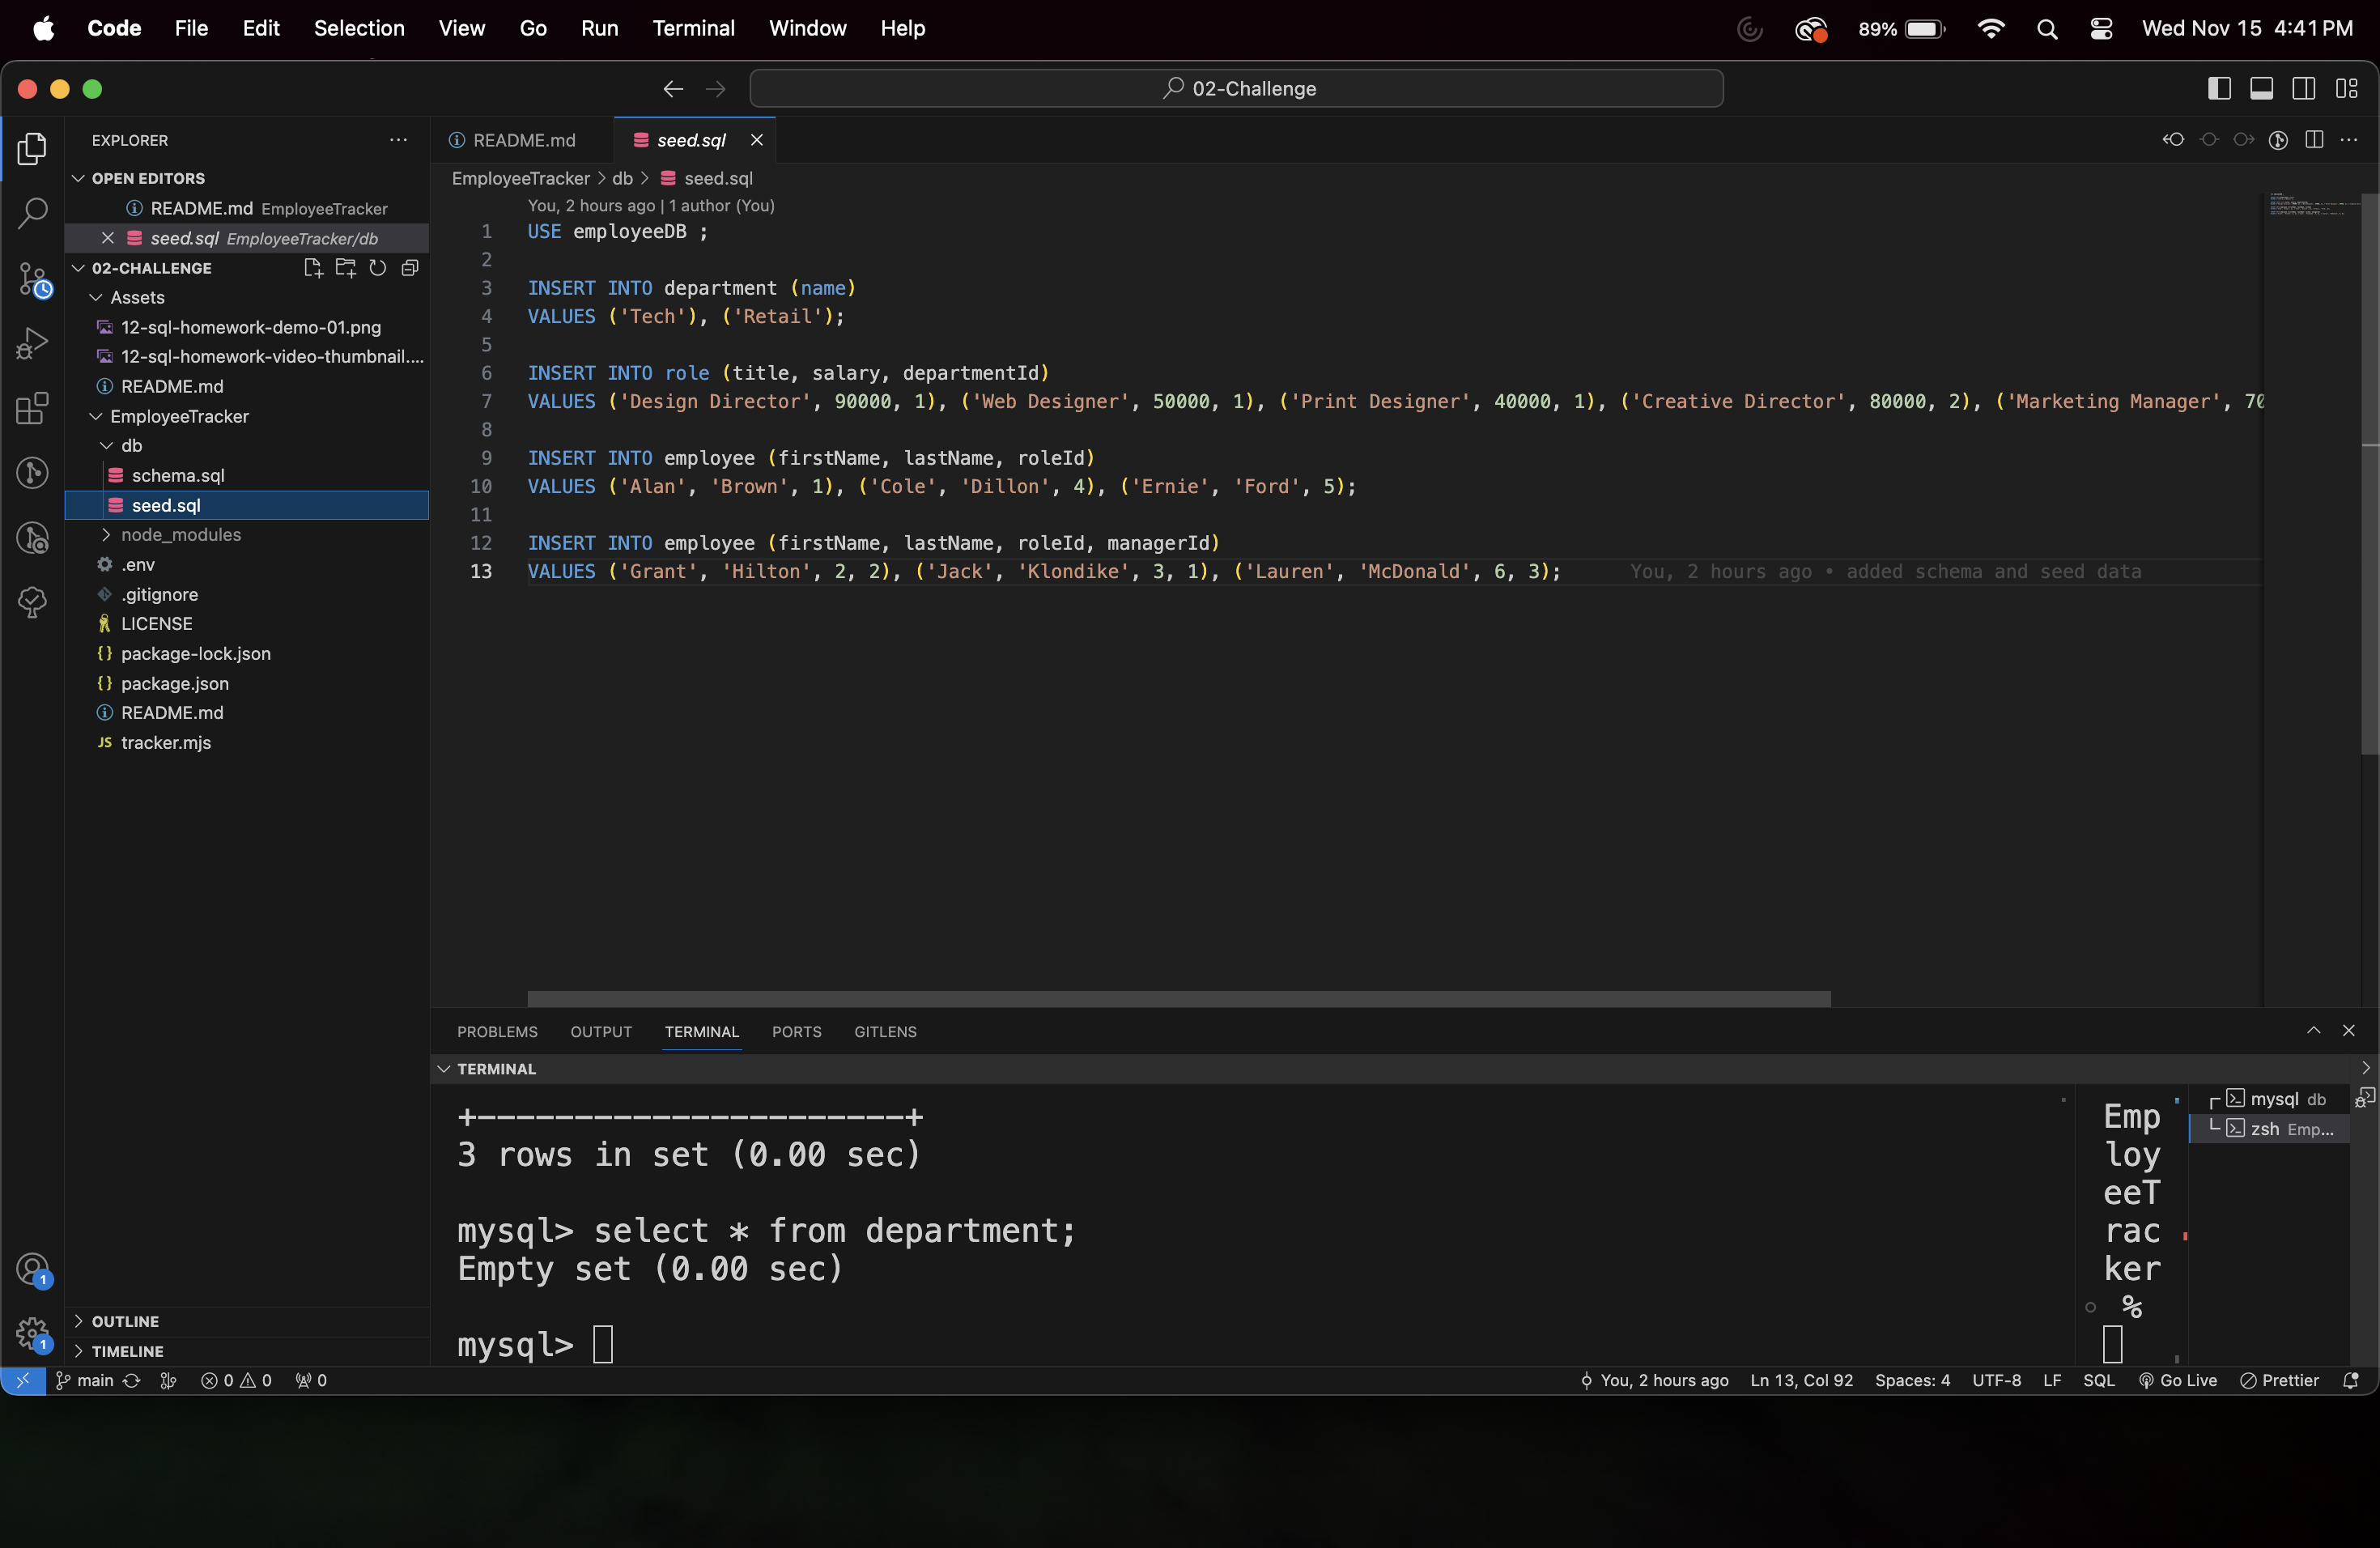 Code File Edit Selection View Go Run Terminal Window Help 89% Wed Nov 15 4:41 PM
02-Challenge
EXPLORER
OPEN EDITORS
README.md EmployeeTracker
seed.sql EmployeeTracker/db
02-CHALLENGE
Assets
12-sql-homework-demo-01.png
12-sql-homework-video-thumbnail....
README.md
EmployeeTracker
db
schema.sql
seed.sql
node_modules
.env
.gitignore
LICENSE
package-lock.json
package.json
README.md
JS tracker.mjs
OUTLINE
TIMELINE
README.md seed.sql
EmployeeTracker > db > seed.sql
You, 2 hours ago | 1 author (You)
1 USE employeeDB ;
2
3 INSERT INTO department (name)
4 VALUES ('Tech'), ('Retail');
5
6 INSERT INTO role (title, salary, departmentId)
7 VALUES ('Design Director', 90000, 1), ('Web Designer', 50000, 1), ('Print Designer', 40000, 1), ('Creative Director', 80000, 2), ('Marketing Manager', 70
8
9 INSERT INTO employee (firstName, lastName, roleId)
10 VALUES ('Alan', 'Brown', 1), ('Cole', 'Dillon', 4), ('Ernie', 'Ford', 5);
11
12 INSERT INTO employee (firstName, lastName, roleId, managerId)
13 VALUES ('Grant', 'Hilton', 2, 2), ('Jack', 'Klondike', 3, 1), ('Lauren', 'McDonald', 6, 3); You, 2 hours ago • added schema and seed data
PROBLEMS OUTPUT TERMINAL PORTS GITLENS
TERMINAL
+----------------------+
3 rows in set (0.00 sec)
mysql> select * from department;
Empty set (0.00 sec)
mysql>
Emp
loy
eeT
rac
ker
%
mysql db
zsh Emp...
1
1
main 0 0 0 You, 2 hours ago Ln 13, Col 92 Spaces: 4 UTF-8 LF SQL Go Live Prettier